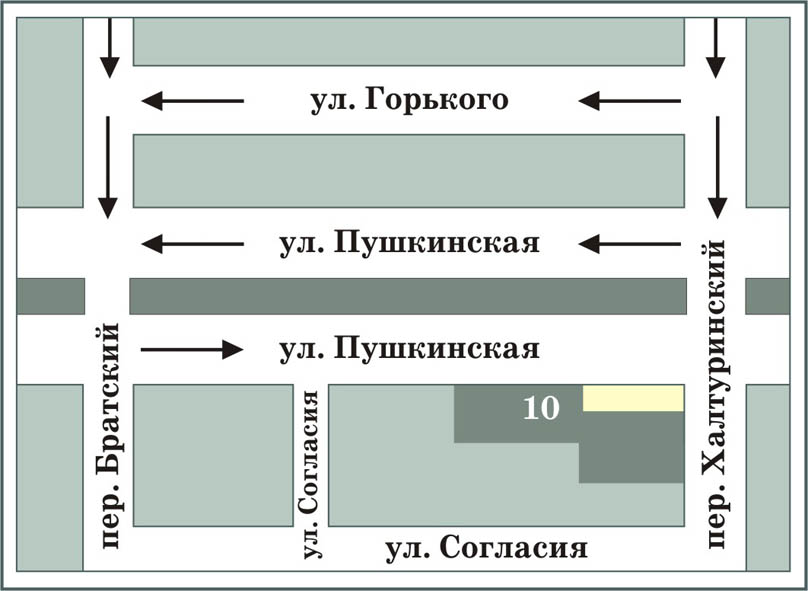 ул. Горького
ул. Пушкинская
ул. Пушкинская
10
пер. Братский
ул. Согласия
пер. Халтуринский
ул. Согласия